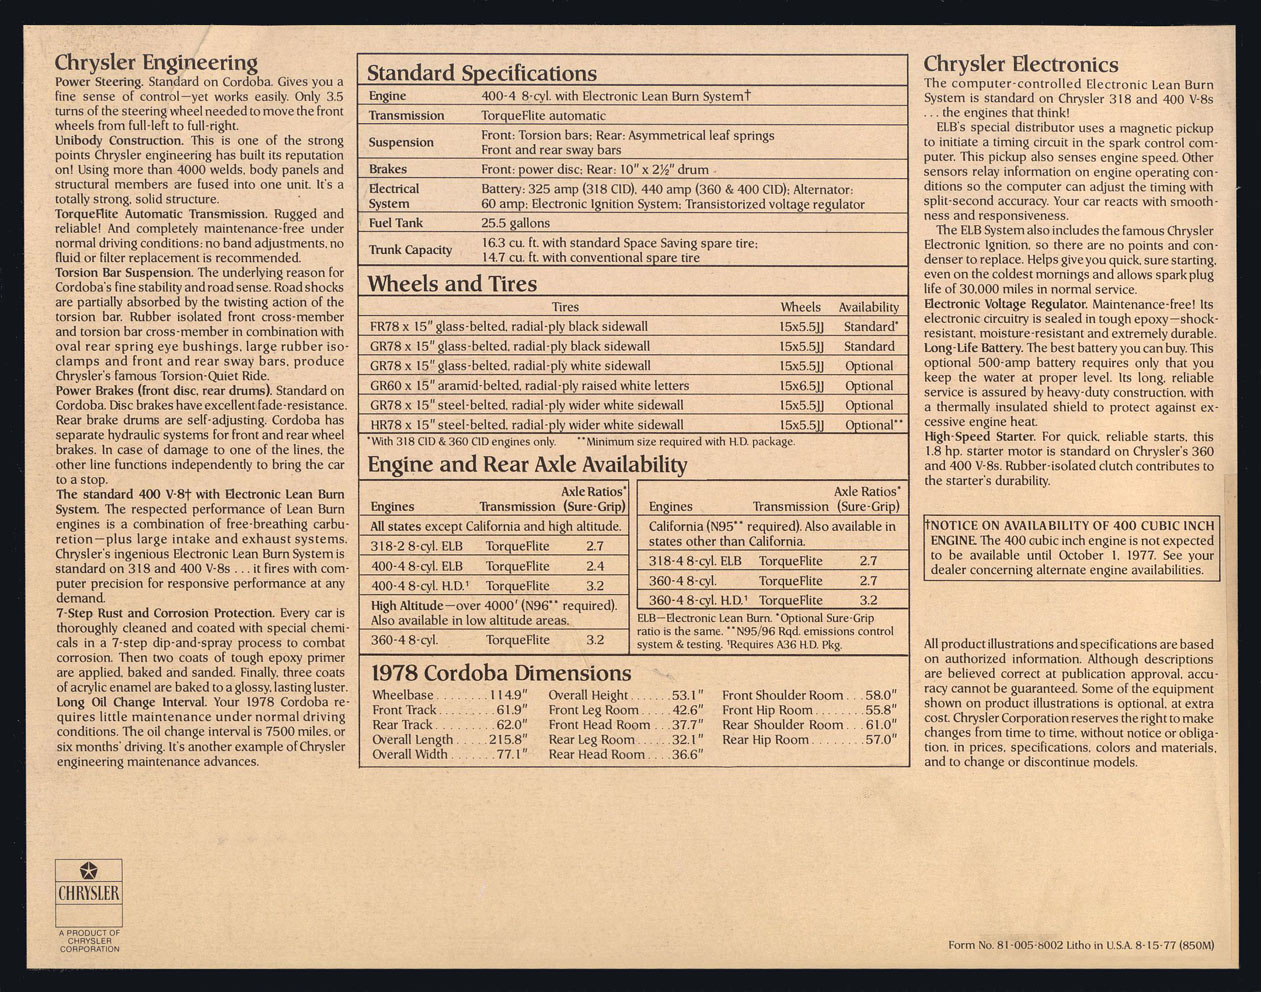 Chrysler Engineering
Power Steering. Standard on Cordoba. Gives you a
fine sense of control—yet works easily. Only 3.5
turns of the steering wheel needed to move the front
wheels from full-left to full-right.
Unibody Construction. This is one of the strong
points Chrysler engineering has built its reputation
on! Using more than 4000 welds, body panels and
structural members are fused into one unit. It's a
totally strong, solid structure.
TorqueFlite Automatic Transmission. Rugged and
reliable! And completely maintenance-free under
normal driving conditions: no band adjustments, no
fluid or filter replacement is recommended.
Torsion Bar Suspension. The underlying reason for
Cordoba's fine stability and road sense. Road shocks
are partially absorbed by the twisting action of the
torsion bar. Rubber isolated front cross-member
and torsion bar cross-member in combination with
oval rear spring eye bushings, large rubber iso-
clamps and front and rear sway bars, produce
Chrysler's famous Torsion-Quiet Ride.
Power Brakes (front disc, rear drums). Standard on
Cordoba. Disc brakes have excellent fade-resistance.
Rear brake drums are self-adjusting. Cordoba has
separate hydraulic systems for front and rear wheel
brakes. In case of damage to one of the lines, the
other line functions independently to bring the car
to a stop.
The standard 400 V-8† with Electronic Lean Burn
System. The respected performance of Lean Burn
engines is a combination of free-breathing carbu-
retion—plus large intake and exhaust systems.
Chrysler's ingenious Electronic Lean Burn System is
standard on 318 and 400 V-8s . . . it fires with com-
puter precision for responsive performance at any
demand.
7-Step Rust and Corrosion Protection. Every car is
thoroughly cleaned and coated with special chemi-
cals in a 7-step dip-and-spray process to combat
corrosion. Then two coats of tough epoxy primer
are applied, baked and sanded. Finally, three coats
of acrylic enamel are baked to a glossy, lasting luster.
Long Oil Change Interval. Your 1978 Cordoba re-
quires little maintenance under normal driving
conditions. The oil change interval is 7500 miles, or
six months' driving. It's another example of Chrysler
engineering maintenance advances.
CHRYSLER
A PRODUCT OF
CHRYSLER
CORPORATION
Standard Specifications
Engine 400-4 8-cyl. with Electronic Lean Burn System†
Transmission TorqueFlite automatic
Suspension Front: Torsion bars; Rear: Asymmetrical leaf springs
Front and rear sway bars
Brakes Front: power disc; Rear: 10" x 2½" drum
Electrical Battery: 325 amp (318 CID), 440 amp (360 & 400 CID); Alternator:
System 60 amp; Electronic Ignition System; Transistorized voltage regulator
Fuel Tank 25.5 gallons
Trunk Capacity 16.3 cu. ft. with standard Space Saving spare tire;
14.7 cu. ft. with conventional spare tire
Wheels and Tires
Tires Wheels Availability
FR78 x 15" glass-belted, radial-ply black sidewall 15x5.5JJ Standard*
GR78 x 15" glass-belted, radial-ply black sidewall 15x5.5JJ Standard
GR78 x 15" glass-belted, radial-ply white sidewall 15x5.5JJ Optional
GR60 x 15" aramid-belted, radial-ply raised white letters 15x6.5JJ Optional
GR78 x 15" steel-belted, radial-ply wider white sidewall 15x5.5JJ Optional
HR78 x 15" steel-belted, radial-ply wider white sidewall 15x5.5JJ Optional**
*With 318 CID & 360 CID engines only. **Minimum size required with H.D. package.
Engine and Rear Axle Availability
Axle Ratios*
Engines Transmission (Sure-Grip)
All states except California and high altitude.
318-2 8-cyl. ELB TorqueFlite 2.7
400-4 8-cyl. ELB TorqueFlite 2.4
400-4 8-cyl. H.D.¹ TorqueFlite 3.2
High Altitude—over 4000' (N96** required).
Also available in low altitude areas.
360-4 8-cyl. TorqueFlite 3.2
Axle Ratios*
Engines Transmission (Sure-Grip)
California (N95** required). Also available in
states other than California.
318-4 8-cyl. ELB TorqueFlite 2.7
360-4 8-cyl. TorqueFlite 2.7
360-4 8-cyl. H.D.¹ TorqueFlite 3.2
ELB—Electronic Lean Burn. *Optional Sure-Grip
ratio is the same. **N95/96 Rqd. emissions control
system & testing. ¹Requires A36 H.D. Pkg.
1978 Cordoba Dimensions
Wheelbase . . . . . . . . 114.9" Overall Height . . . . . . . 53.1" Front Shoulder Room . . . 58.0"
Front Track . . . . . . . . 61.9" Front Leg Room . . . . . 42.6" Front Hip Room . . . . . . . 55.8"
Rear Track . . . . . . . . 62.0" Front Head Room . . . . 37.7" Rear Shoulder Room . . . 61.0"
Overall Length . . . . . 215.8" Rear Leg Room . . . . . . 32.1" Rear Hip Room . . . . . . . . 57.0"
Overall Width . . . . . . . 77.1" Rear Head Room . . . . 36.6"
Chrysler Electronics
The computer-controlled Electronic Lean Burn
System is standard on Chrysler 318 and 400 V-8s
. . . the engines that think!
ELB's special distributor uses a magnetic pickup
to initiate a timing circuit in the spark control com-
puter. This pickup also senses engine speed. Other
sensors relay information on engine operating con-
ditions so the computer can adjust the timing with
split-second accuracy. Your car reacts with smooth-
ness and responsiveness.
The ELB System also includes the famous Chrysler
Electronic Ignition, so there are no points and con-
denser to replace. Helps give you quick, sure starting,
even on the coldest mornings and allows spark plug
life of 30,000 miles in normal service.
Electronic Voltage Regulator. Maintenance-free! Its
electronic circuitry is sealed in tough epoxy—shock-
resistant, moisture-resistant and extremely durable.
Long-Life Battery. The best battery you can buy. This
optional 500-amp battery requires only that you
keep the water at proper level. Its long, reliable
service is assured by heavy-duty construction, with
a thermally insulated shield to protect against ex-
cessive engine heat.
High-Speed Starter. For quick, reliable starts, this
1.8 hp. starter motor is standard on Chrysler's 360
and 400 V-8s. Rubber-isolated clutch contributes to
the starter's durability.
†NOTICE ON AVAILABILITY OF 400 CUBIC INCH
ENGINE. The 400 cubic inch engine is not expected
to be available until October 1, 1977. See your
dealer concerning alternate engine availabilities.
All product illustrations and specifications are based
on authorized information. Although descriptions
are believed correct at publication approval, accu-
racy cannot be guaranteed. Some of the equipment
shown on product illustrations is optional, at extra
cost. Chrysler Corporation reserves the right to make
changes from time to time, without notice or obliga-
tion, in prices, specifications, colors and materials,
and to change or discontinue models.
Form No. 81-005-8002 Litho in U.S.A. 8-15-77 (850M)